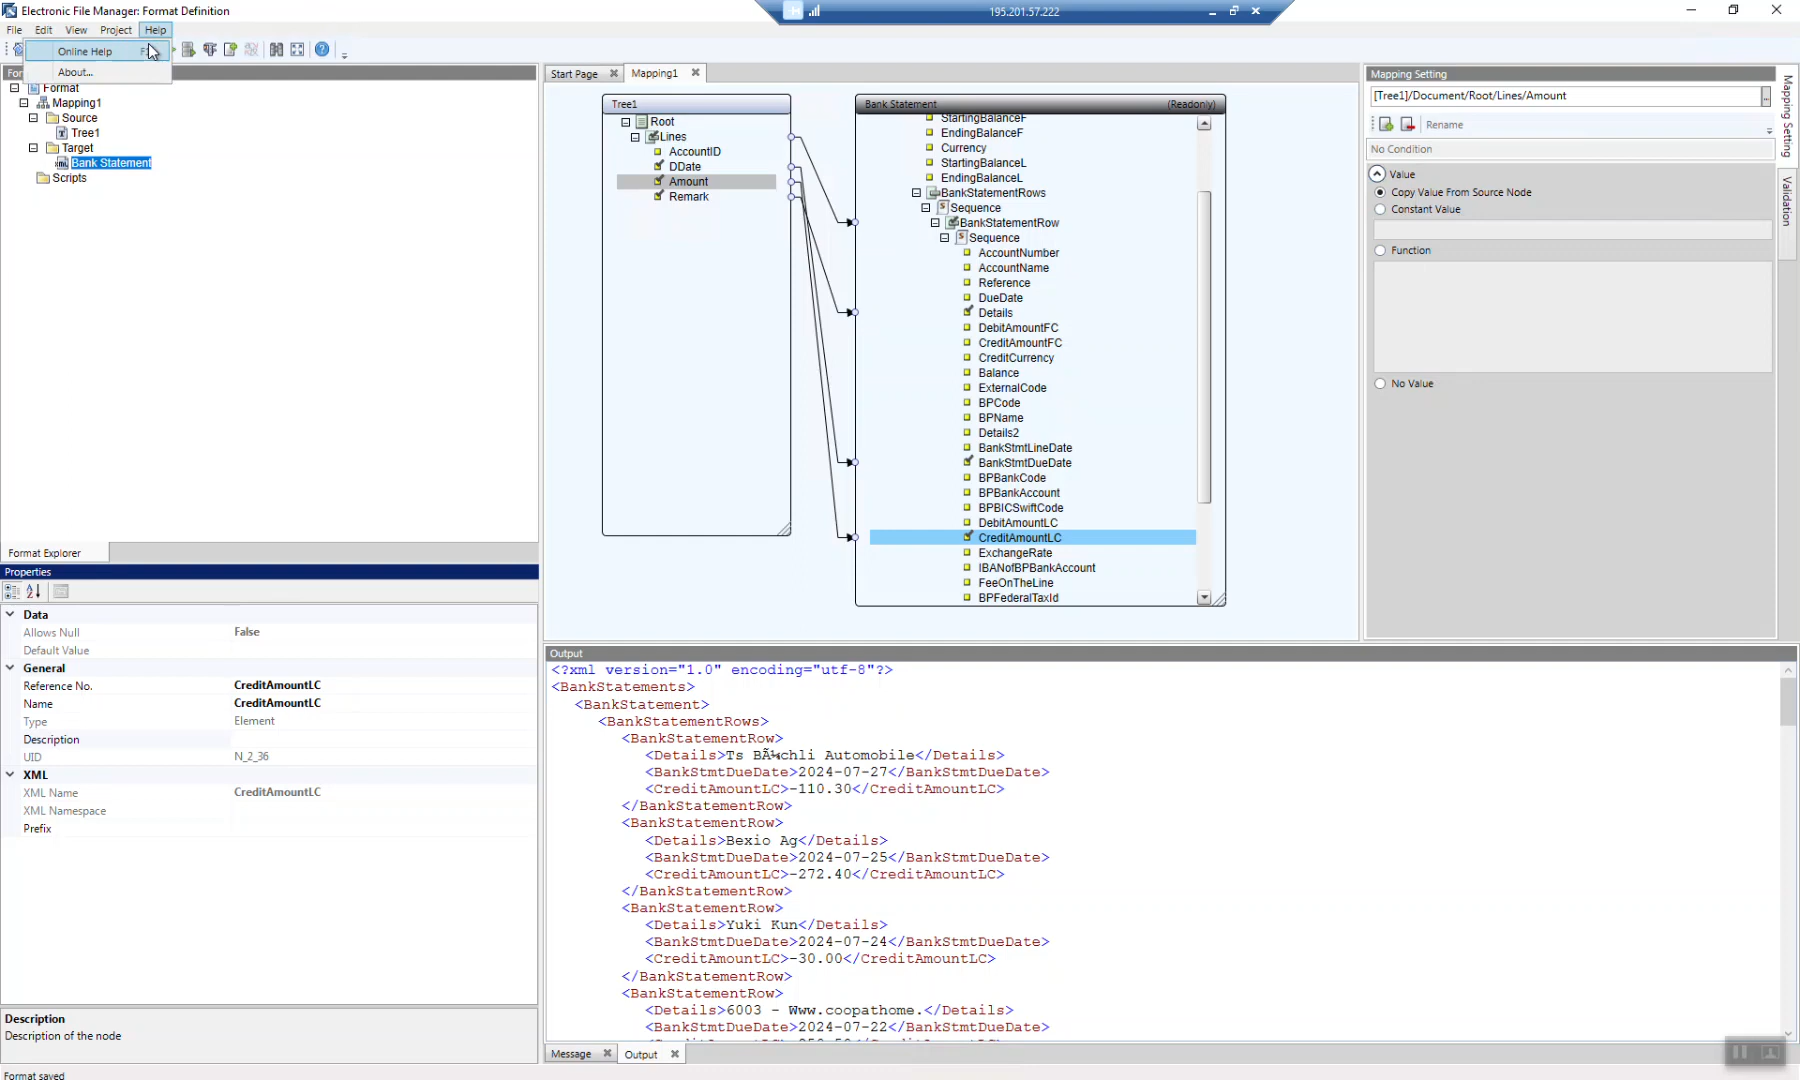 Electronic File Manager: Format Definition
195.201.57.222
File Edit View Project Help
Online Help
About...
Format
Mapping1
Source
Tree1
Target
Bank Statement
Scripts
Format Explorer
Properties
Data
Allows Null False
Default Value
General
Reference No. CreditAmountLC
Name CreditAmountLC
Type Element
Description
UID N_2_36
XML
XML Name CreditAmountLC
XML Namespace
Prefix
Description
Description of the node
Format saved
Start Page Mapping1
Tree1
Root
Lines
AccountID
DDate
Amount
Remark
Bank Statement (Readonly)
StartingBalanceF
EndingBalanceF
Currency
StartingBalanceL
EndingBalanceL
BankStatementRows
Sequence
BankStatementRow
Sequence
AccountNumber
AccountName
Reference
DueDate
Details
DebitAmountFC
CreditAmountFC
CreditCurrency
Balance
ExternalCode
BPCode
BPName
Details2
BankStmtLineDate
BankStmtDueDate
BPBankCode
BPBankAccount
BPBICSwiftCode
DebitAmountLC
CreditAmountLC
ExchangeRate
IBANofBPBankAccount
FeeOnTheLine
BPFederalTaxId
Mapping Setting
[Tree1]/Document/Root/Lines/Amount
...
Rename
No Condition
Value
Copy Value From Source Node
Constant Value
Function
No Value
Mapping Setting
Validation
Output
<?xml version="1.0" encoding="utf-8"?>
<BankStatements>
<BankStatement>
<BankStatementRows>
<BankStatementRow>
<Details>Ts BÃ¼chli Automobile</Details>
<BankStmtDueDate>2024-07-27</BankStmtDueDate>
<CreditAmountLC>-110.30</CreditAmountLC>
</BankStatementRow>
<BankStatementRow>
<Details>Bexio Ag</Details>
<BankStmtDueDate>2024-07-25</BankStmtDueDate>
<CreditAmountLC>-272.40</CreditAmountLC>
</BankStatementRow>
<BankStatementRow>
<Details>Yuki Kun</Details>
<BankStmtDueDate>2024-07-24</BankStmtDueDate>
<CreditAmountLC>-30.00</CreditAmountLC>
</BankStatementRow>
<BankStatementRow>
<Details>6003 - Www.coopathome.</Details>
<BankStmtDueDate>2024-07-22</BankStmtDueDate>
Message Output